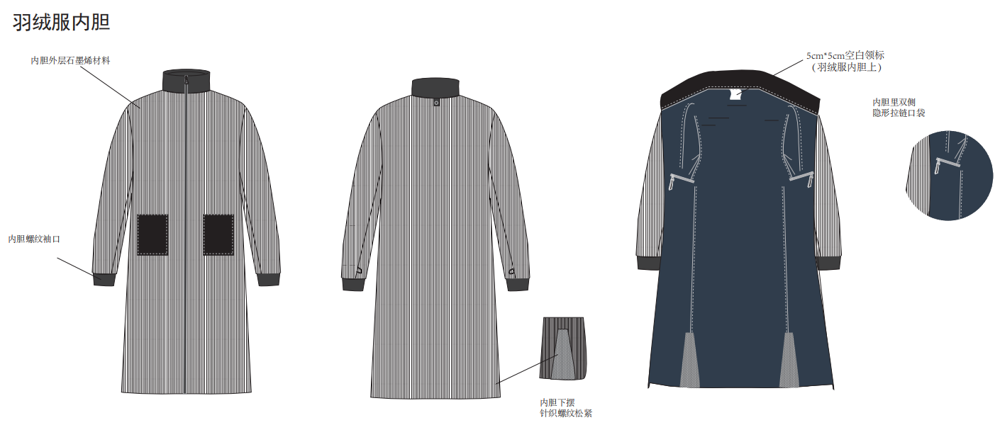 羽绒服内胆
内胆外层石墨烯材料
5cm*5cm空白领标
(羽绒服内胆上)
内胆里双侧
隐形拉链口袋
内胆螺纹袖口
内胆下摆
针织螺纹松紧